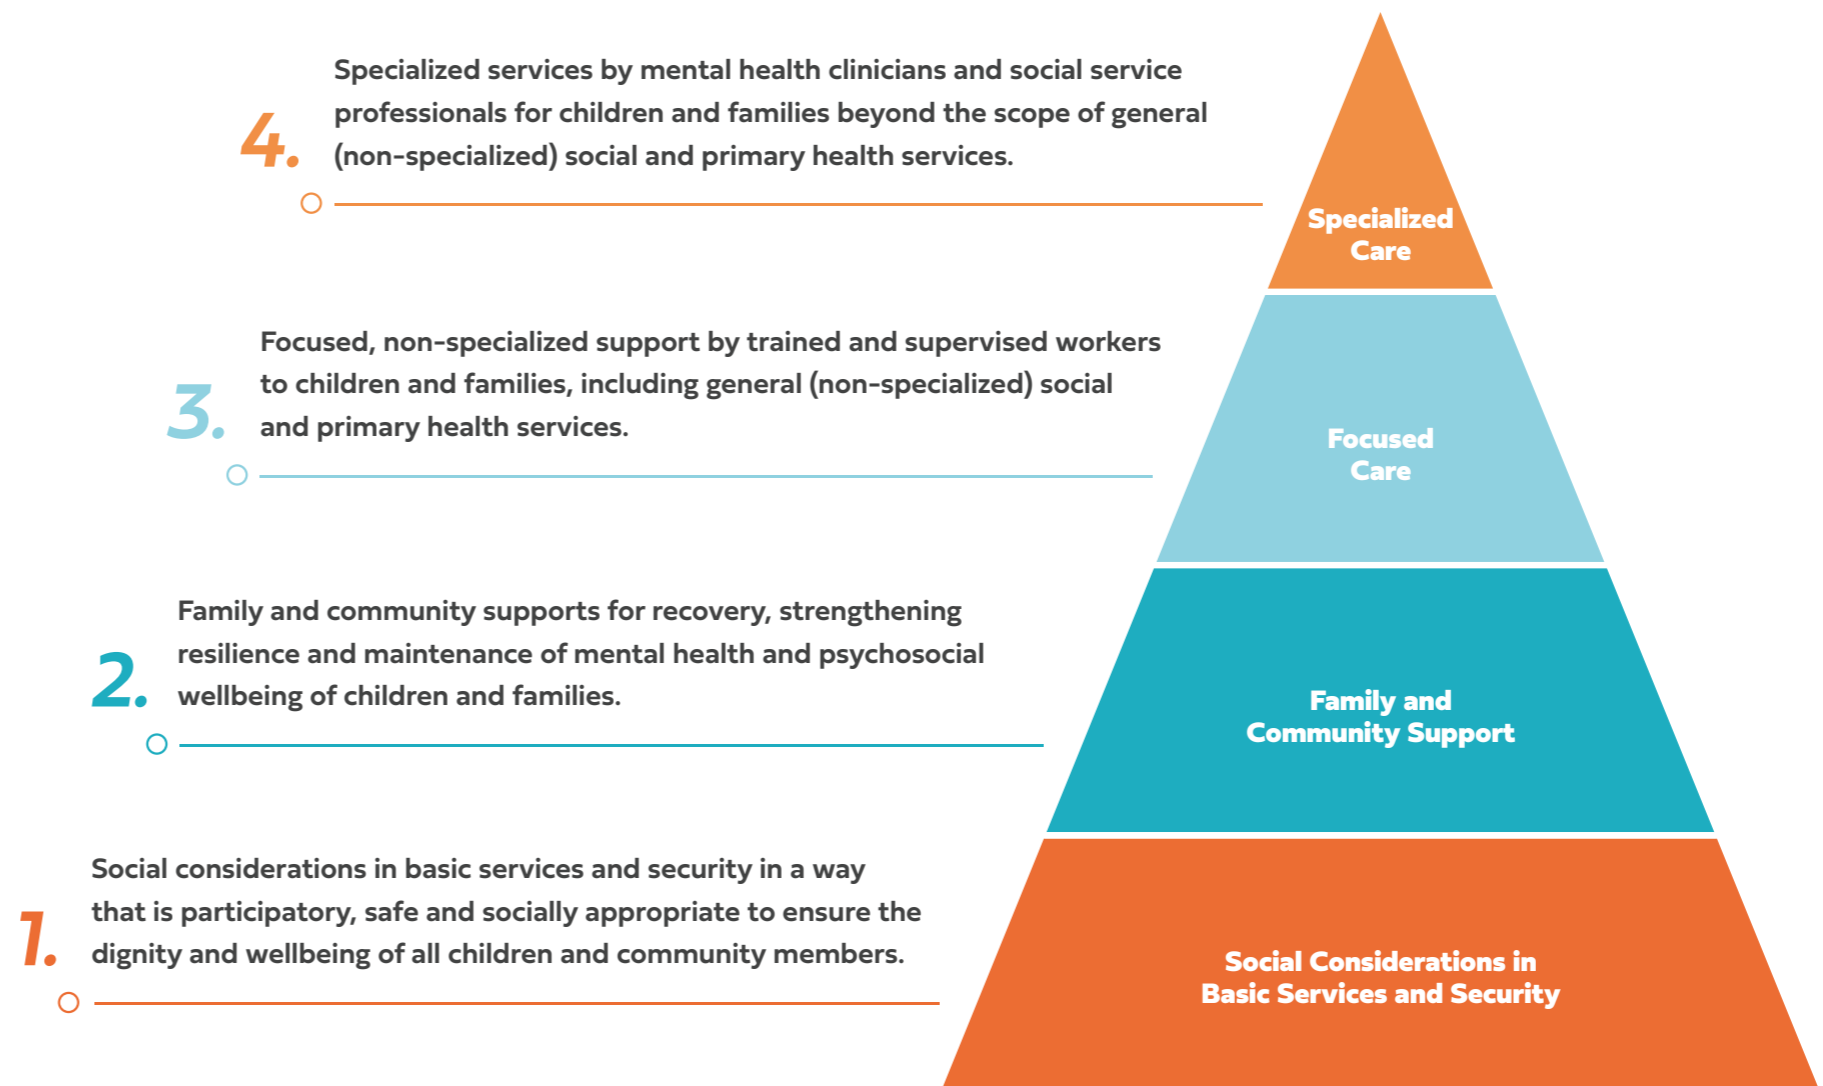 4.
Specialized services by mental health clinicians and social service
professionals for children and families beyond the scope of general
(non-specialized) social and primary health services.
Specialized
Care
3.
Focused, non-specialized support by trained and supervised workers
to children and families, including general (non-specialized) social
and primary health services.
Focused
Care
2.
Family and community supports for recovery, strengthening
resilience and maintenance of mental health and psychosocial
wellbeing of children and families.
Family and
Community Support
1.
Social considerations in basic services and security in a way
that is participatory, safe and socially appropriate to ensure the
dignity and wellbeing of all children and community members.
Social Considerations in
Basic Services and Security